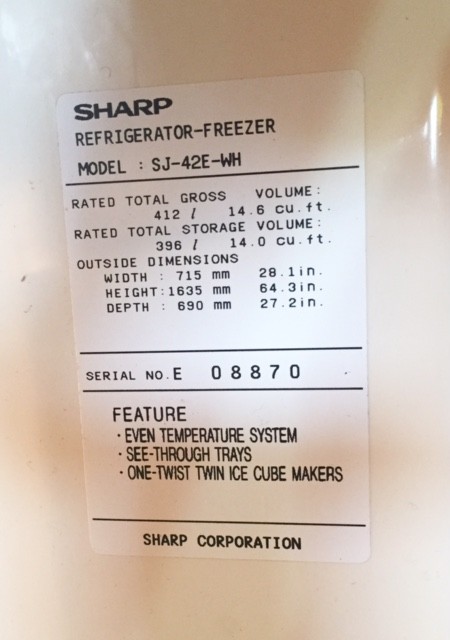 SHARP
REFRIGERATOR-FREEZER
MODEL : SJ-42E-WH
RATED TOTAL GROSS VOLUME:
412 l 14.6 cu.ft.
RATED TOTAL STORAGE VOLUME:
396 l 14.0 cu.ft.
OUTSIDE DIMENSIONS
WIDTH : 715 mm 28.1in.
HEIGHT:1635 mm 64.3in.
DEPTH : 690 mm 27.2in.
SERIAL NO.E 08870
FEATURE
・EVEN TEMPERATURE SYSTEM
・SEE-THROUGH TRAYS
・ONE-TWIST TWIN ICE CUBE MAKERS
SHARP CORPORATION